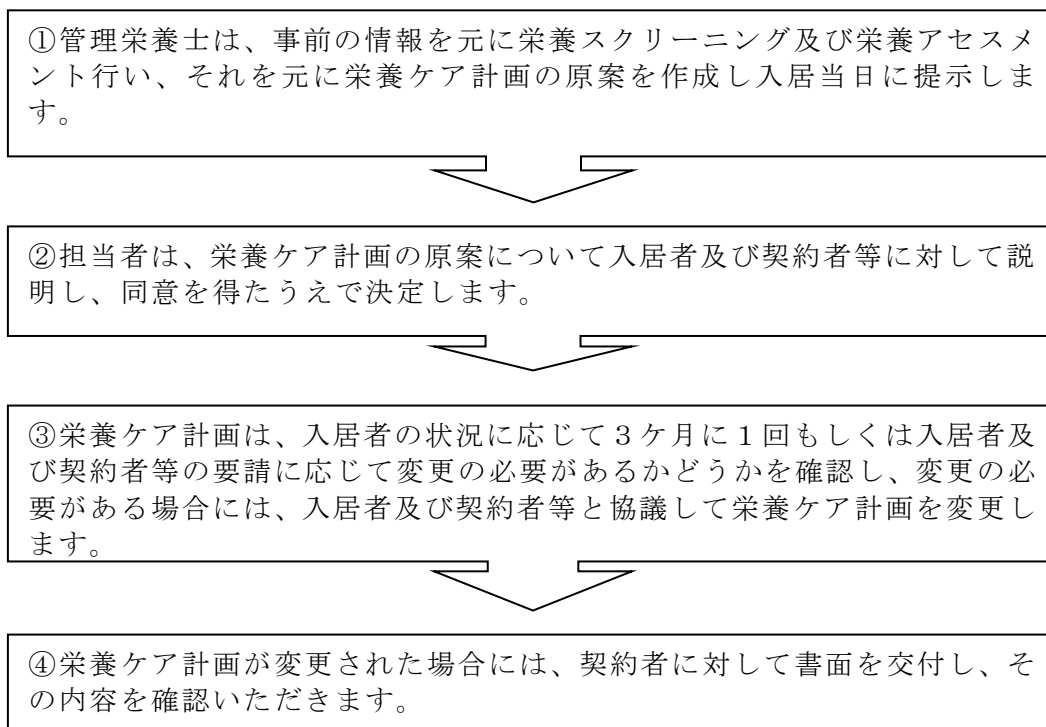 ①管理栄養士は、事前の情報を元に栄養スクリーニング及び栄養アセスメ
ント行い、それを元に栄養ケア計画の原案を作成し入居当日に提示しま
す。
②担当者は、栄養ケア計画の原案について入居者及び契約者等に対して説
明し、同意を得たうえで決定します。
③栄養ケア計画は、入居者の状況に応じて３ケ月に１回もしくは入居者及
び契約者等の要請に応じて変更の必要があるかどうかを確認し、変更の必
要がある場合には、入居者及び契約者等と協議して栄養ケア計画を変更し
ます。
④栄養ケア計画が変更された場合には、契約者に対して書面を交付し、そ
の内容を確認いただきます。